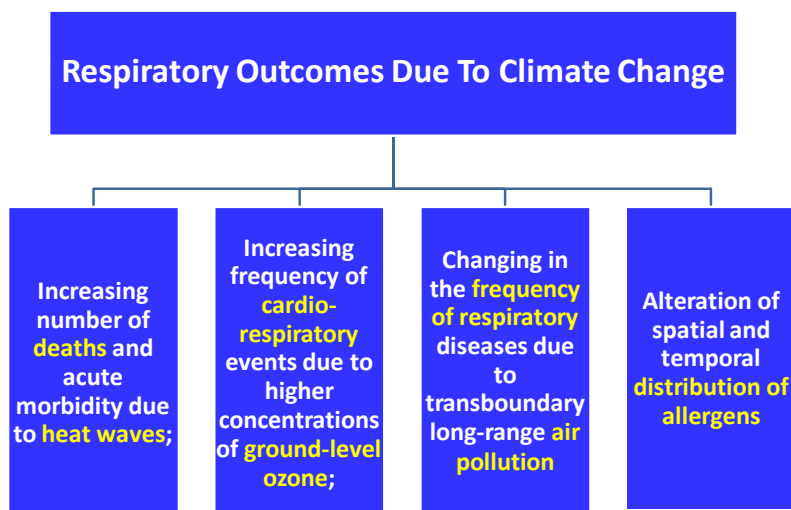 Respiratory Outcomes Due To Climate Change
Increasing
number of
deaths and
acute
morbidity due
to heat waves;
Increasing
frequency of
cardio-
respiratory
events due to
higher
concentrations
of ground-level
ozone;
Changing in
the frequency
of respiratory
diseases due
to
transboundary
long-range air
pollution
Alteration of
spatial and
temporal
distribution of
allergens